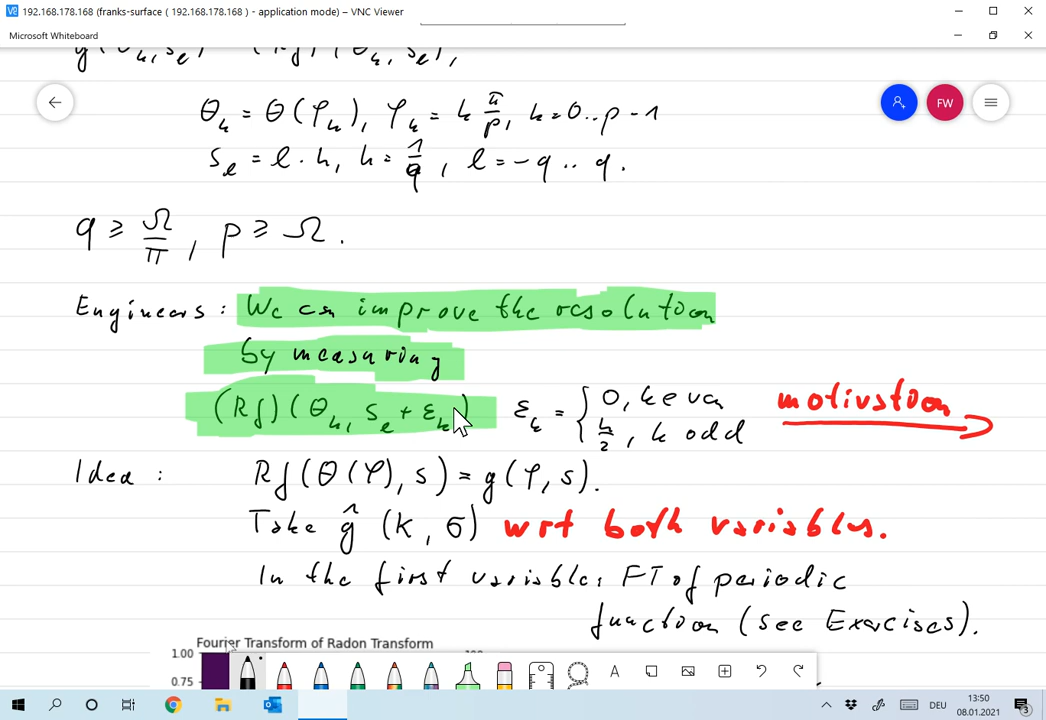 192.168.178.168 (franks-surface ( 192.168.178.168 ) - application mode) – VNC Viewer
Microsoft Whiteboard
θ_k = θ(φ_k), φ_k = k π/p, k = 0..p-1
s_l = l·h, h = 1/q, l = -q .. q.
FW
q ≥ Ω/π, p ≥ Ω.
Engineers: We can improve the resolution
by measuring
(Rf)(θ_k, s_l + ε_k) ε_k = { 0, k even motivation
h/2, k odd
Idea: Rf(θ(φ), s) = g(φ, s).
Take ĝ(k, σ) wrt both variables.
In the first variable: FT of periodic
function (see Exercises).
Fourier Transform of Radon Transform
1.00
0.75
DEU
13:50
08.01.2021
3